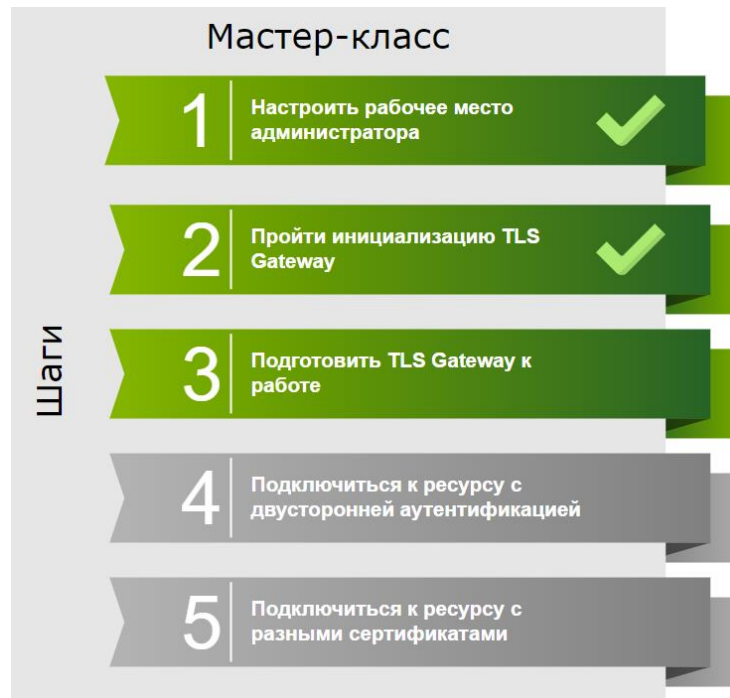 Мастер-класс
Шаги
1
Настроить рабочее место
администратора
2
Пройти инициализацию TLS
Gateway
3
Подготовить TLS Gateway к
работе
4
Подключиться к ресурсу с
двусторонней аутентификацией
5
Подключиться к ресурсу с
разными сертификатами